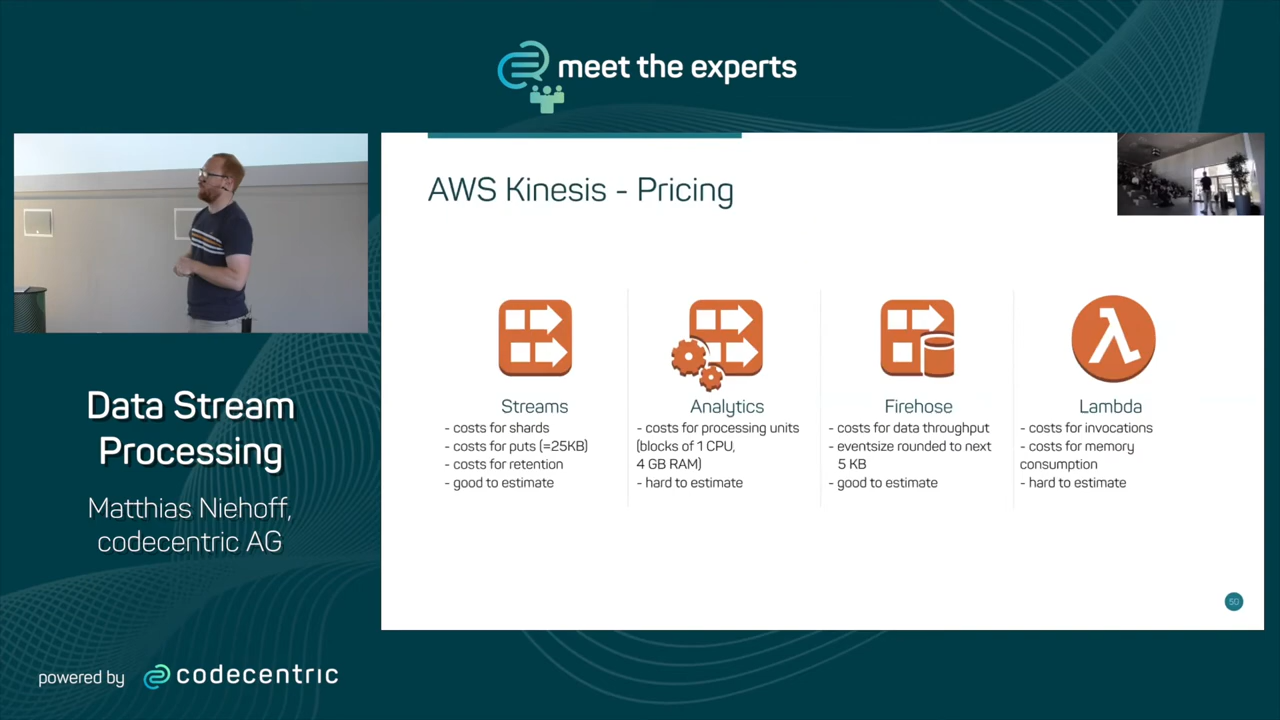 meet the experts
Data Stream
Processing
Matthias Niehoff,
codecentric AG
powered by codecentric
AWS Kinesis - Pricing
Streams
- costs for shards
- costs for puts (=25KB)
- costs for retention
- good to estimate
Analytics
- costs for processing units
(blocks of 1 CPU,
4 GB RAM)
- hard to estimate
Firehose
- costs for data throughput
- eventsize rounded to next
5 KB
- good to estimate
Lambda
- costs for invocations
- costs for memory
consumption
- hard to estimate
50